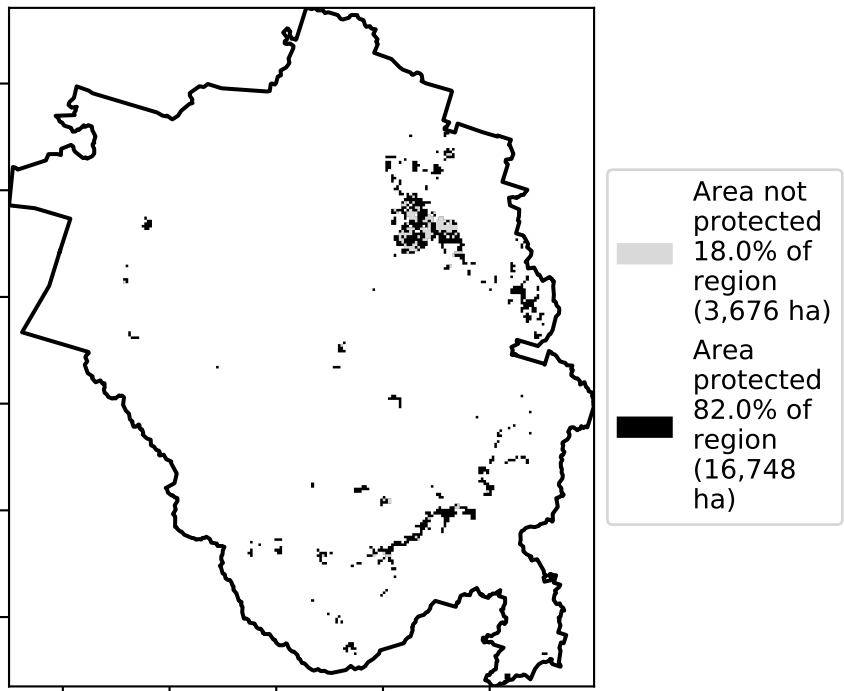 Area not
protected
18.0% of
region
(3,676 ha)
Area
protected
82.0% of
region
(16,748
ha)